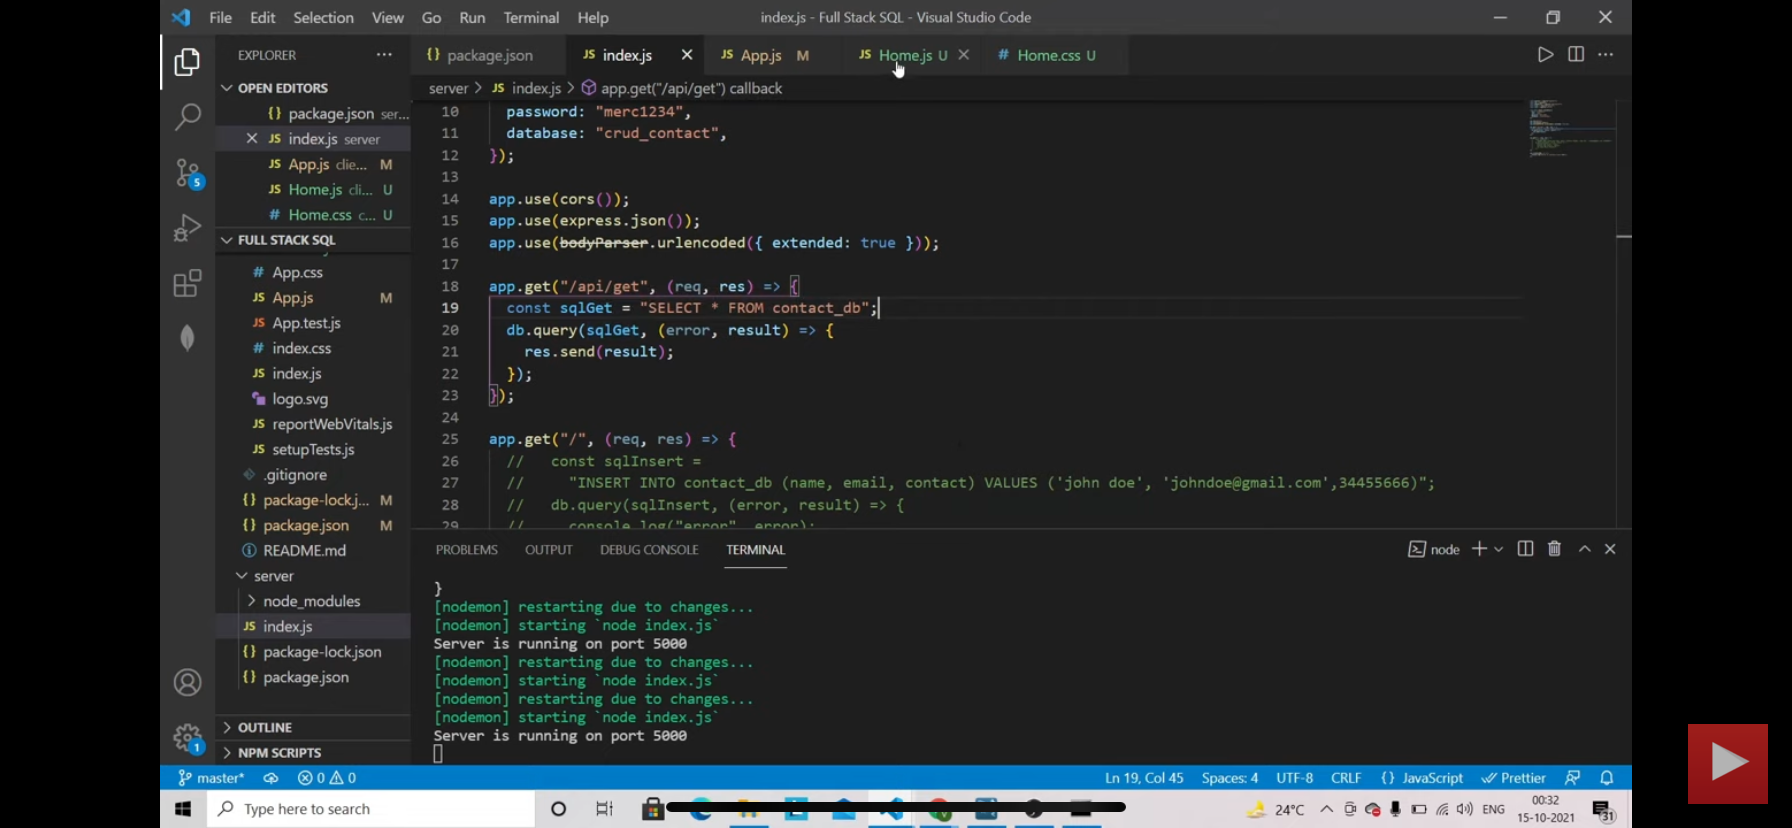 File Edit Selection View Go Run Terminal Help
index.js - Full Stack SQL - Visual Studio Code
EXPLORER
{} package.json
JS index.js
JS App.js M
JS Home.js U
# Home.css U
OPEN EDITORS
{} package.json ser...
JS index.js server
JS App.js clie... M
JS Home.js cli... U
# Home.css c... U
FULL STACK SQL
# App.css
JS App.js M
JS App.test.js
# index.css
JS index.js
logo.svg
JS reportWebVitals.js
JS setupTests.js
.gitignore
{} package-lock.j... M
{} package.json M
README.md
server
> node_modules
JS index.js
{} package-lock.json
{} package.json
> OUTLINE
> NPM SCRIPTS
5
1
server > JS index.js > app.get("/api/get") callback
10 password: "merc1234",
11 database: "crud_contact",
12 });
13
14 app.use(cors());
15 app.use(express.json());
16 app.use(bodyParser.urlencoded({ extended: true }));
17
18 app.get("/api/get", (req, res) => {
19 const sqlGet = "SELECT * FROM contact_db";
20 db.query(sqlGet, (error, result) => {
21 res.send(result);
22 });
23 });
24
25 app.get("/", (req, res) => {
26 // const sqlInsert =
27 // "INSERT INTO contact_db (name, email, contact) VALUES ('john doe', 'johndoe@gmail.com',34455666)";
28 // db.query(sqlInsert, (error, result) => {
29 // console.log("error", error);
PROBLEMS OUTPUT DEBUG CONSOLE TERMINAL
node
}
[nodemon] restarting due to changes...
[nodemon] starting `node index.js`
Server is running on port 5000
[nodemon] restarting due to changes...
[nodemon] starting `node index.js`
[nodemon] restarting due to changes...
[nodemon] starting `node index.js`
Server is running on port 5000
master* 0 0
Ln 19, Col 45 Spaces: 4 UTF-8 CRLF {} JavaScript Prettier
Type here to search
24°C
ENG
00:32
15-10-2021
31